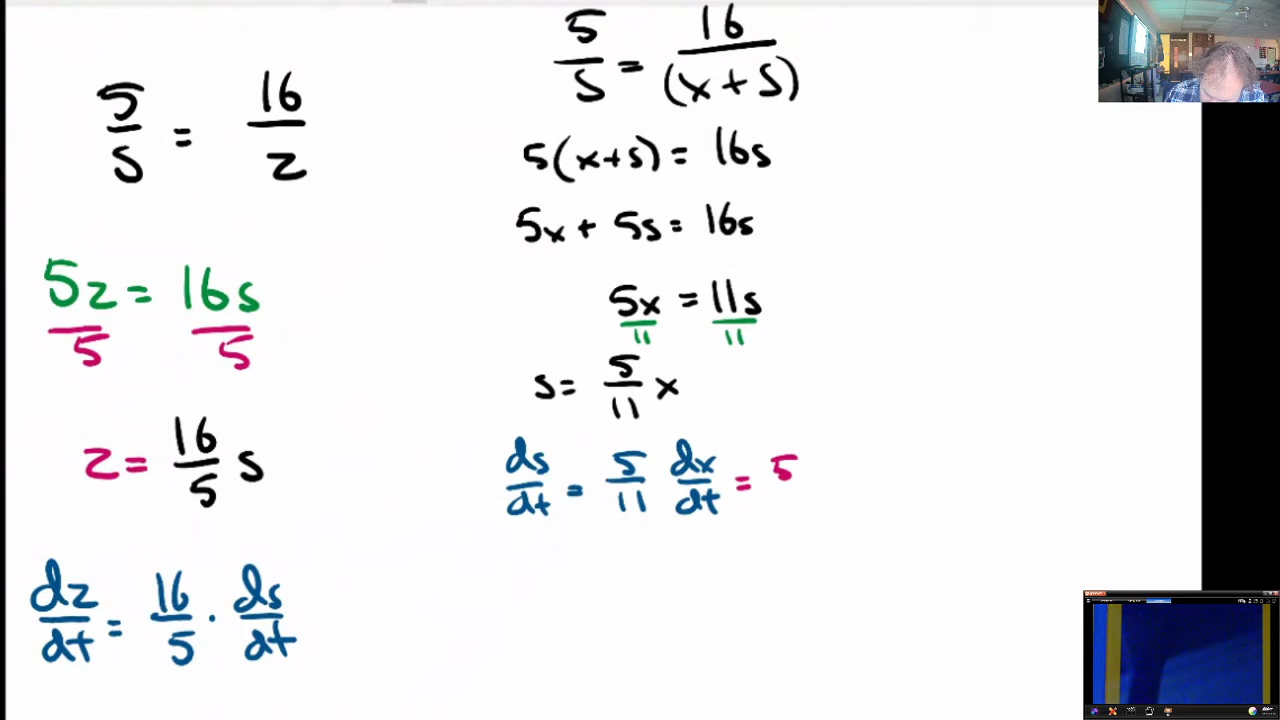 5/s = 16/z
5z = 16s
/5 /5
z = 16/5 s
dz/dt = 16/5 · ds/dt
5/s = 16/(x+s)
5(x+s) = 16s
5x + 5s = 16s
5x = 11s
/11 /11
s = 5/11 x
ds/dt = 5/11 dx/dt = 5